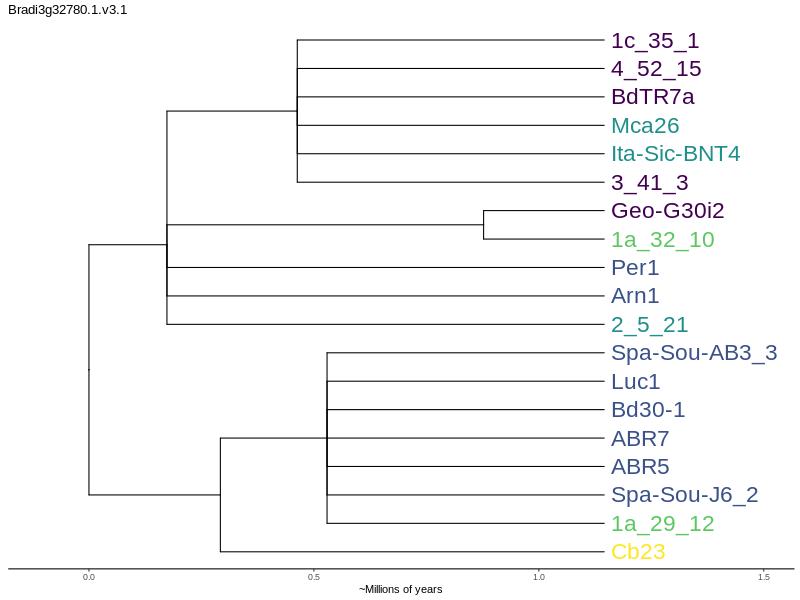 Bradi3g32780.1.v3.1
1c_35_1
4_52_15
BdTR7a
Mca26
Ita-Sic-BNT4
3_41_3
Geo-G30i2
1a_32_10
Per1
Arn1
2_5_21
Spa-Sou-AB3_3
Luc1
Bd30-1
ABR7
ABR5
Spa-Sou-J6_2
1a_29_12
Cb23
0.0 0.5 1.0 1.5
~Millions of years